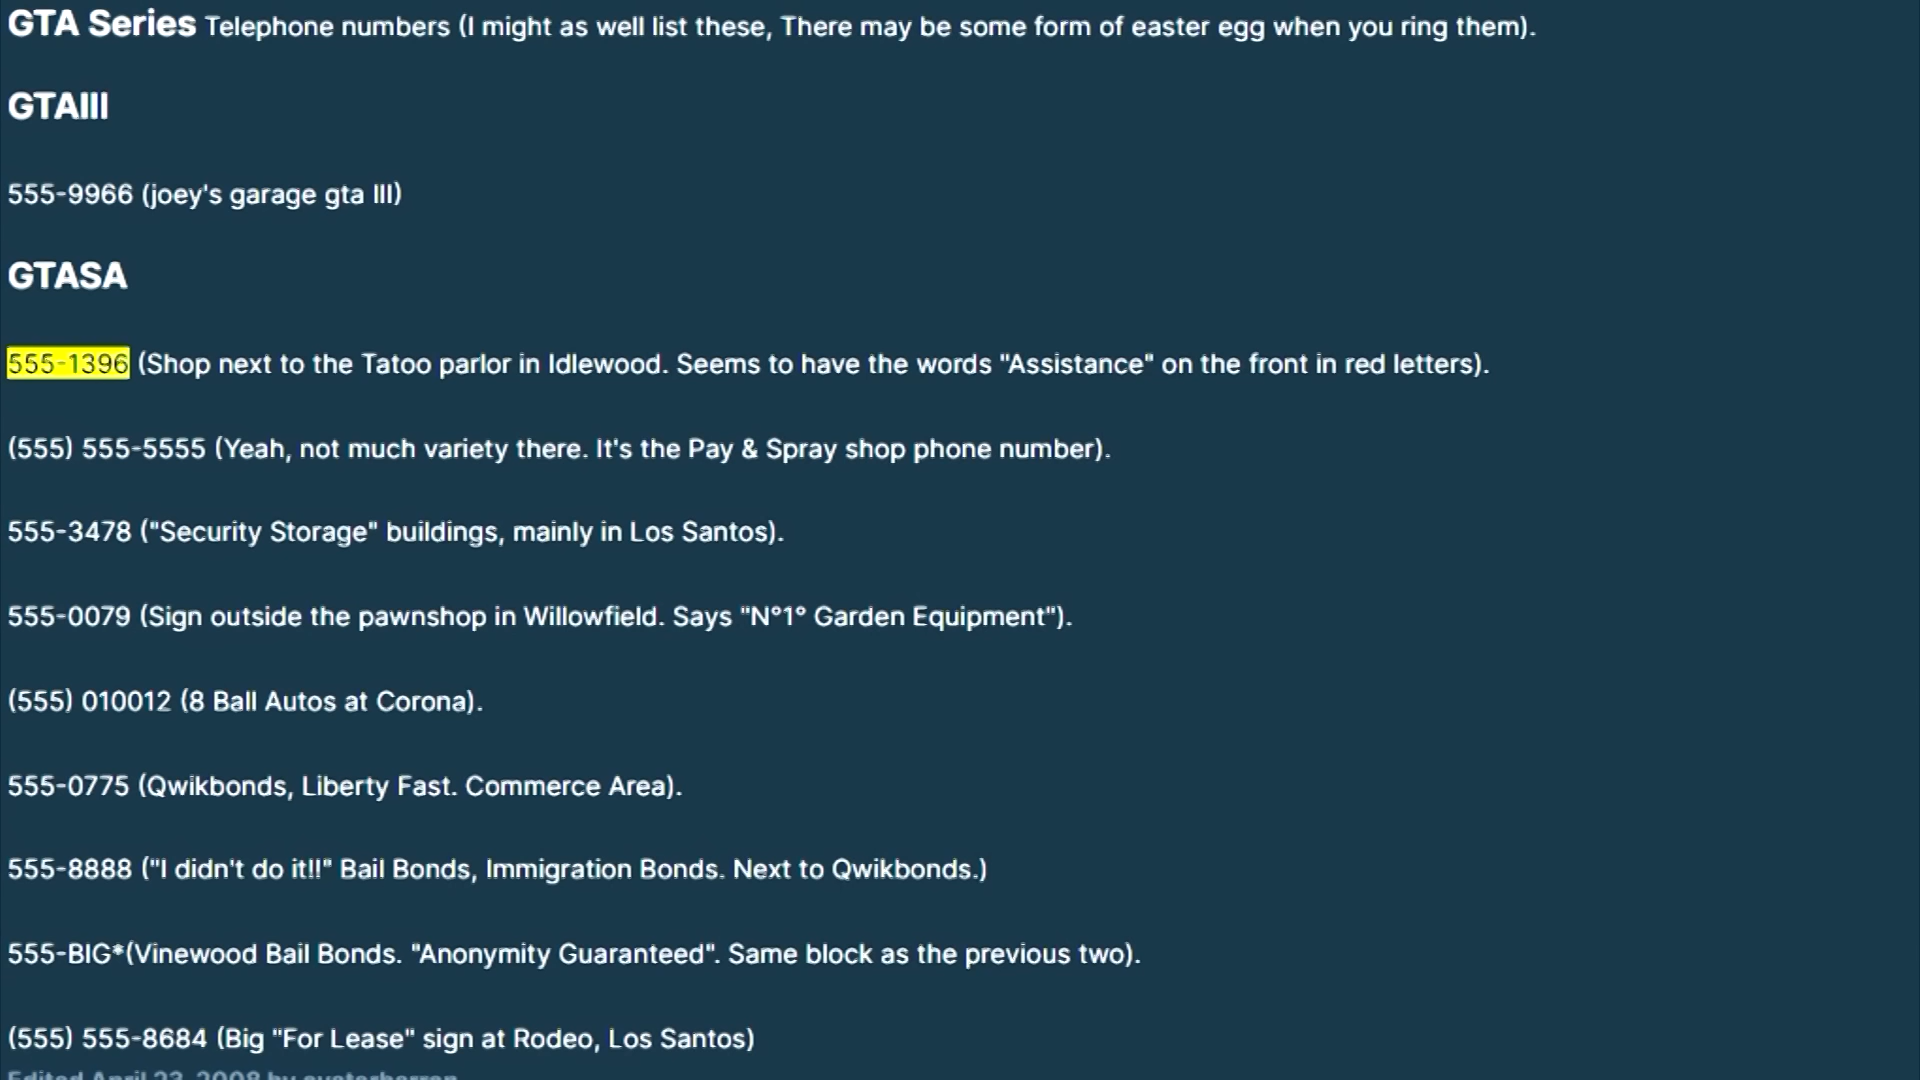 GTA Series Telephone numbers (I might as well list these, There may be some form of easter egg when you ring them).
GTAIII
555-9966 (joey's garage gta III)
GTASA
555-1396 (Shop next to the Tatoo parlor in Idlewood. Seems to have the words "Assistance" on the front in red letters).
(555) 555-5555 (Yeah, not much variety there. It's the Pay & Spray shop phone number).
555-3478 ("Security Storage" buildings, mainly in Los Santos).
555-0079 (Sign outside the pawnshop in Willowfield. Says "N°1° Garden Equipment").
(555) 010012 (8 Ball Autos at Corona).
555-0775 (Qwikbonds, Liberty Fast. Commerce Area).
555-8888 ("I didn't do it!!" Bail Bonds, Immigration Bonds. Next to Qwikbonds.)
555-BIG*(Vinewood Bail Bonds. "Anonymity Guaranteed". Same block as the previous two).
(555) 555-8684 (Big "For Lease" sign at Rodeo, Los Santos)
Edited April 23, 2008 by